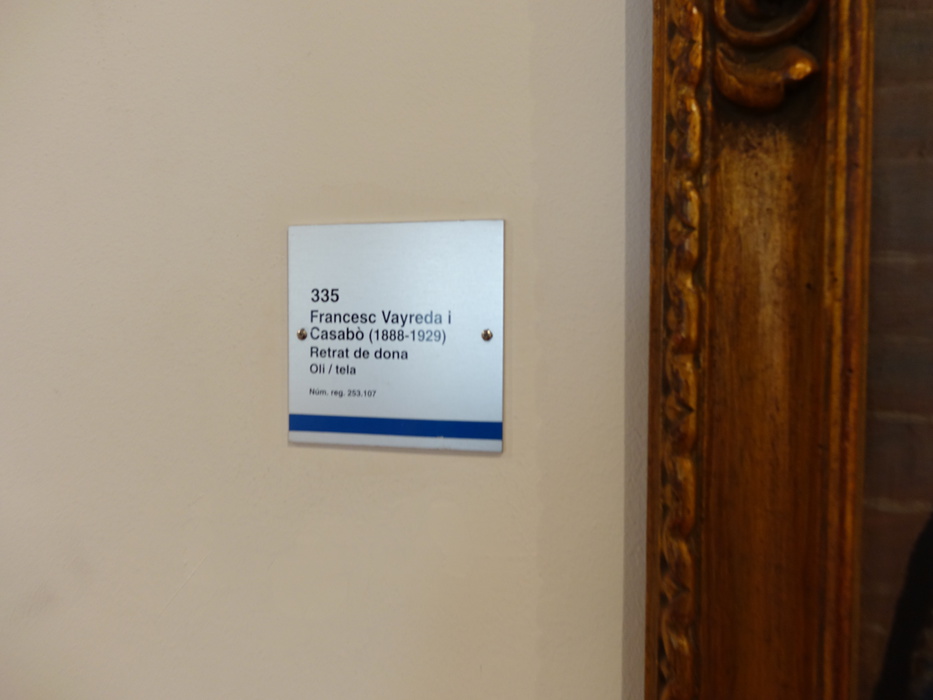 335
Francesc Vayreda i
Casabò (1888-1929)
Retrat de dona
Oli / tela
Núm. reg. 253.107